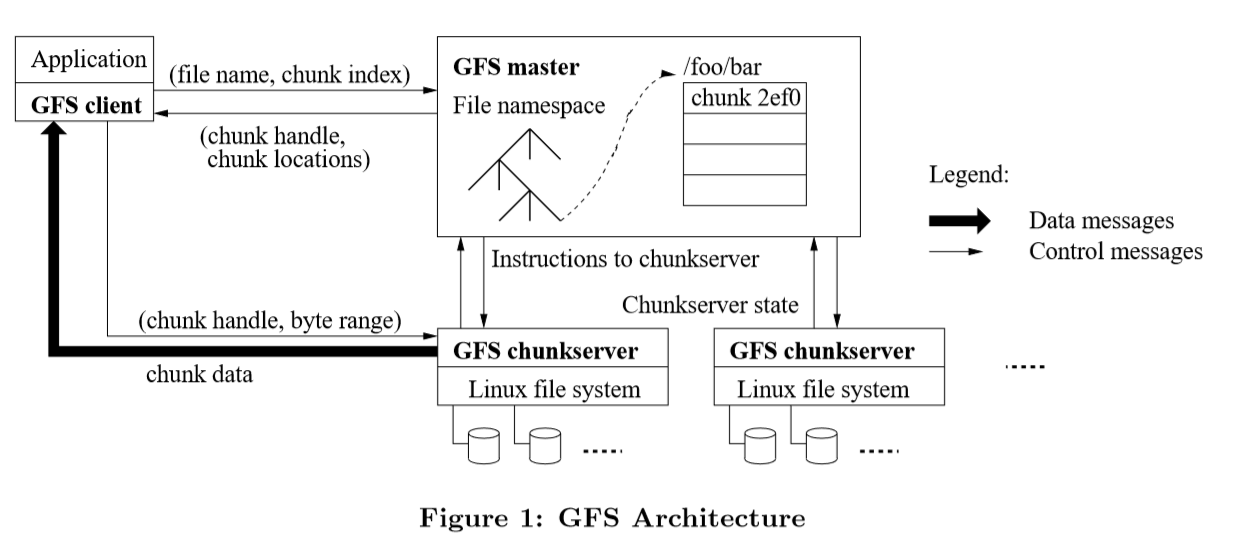 Application
GFS client
(file name, chunk index)
(chunk handle,
chunk locations)
GFS master
File namespace
/foo/bar
chunk 2ef0
Legend:
Data messages
Control messages
Instructions to chunkserver
Chunkserver state
(chunk handle, byte range)
chunk data
GFS chunkserver
Linux file system
GFS chunkserver
Linux file system
Figure 1: GFS Architecture